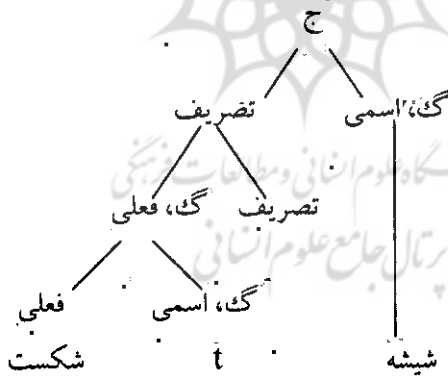 ج
گ، اسمی تصریف
تصریف گ، فعلی
گ، اسمی فعلی
شیشه t شکست